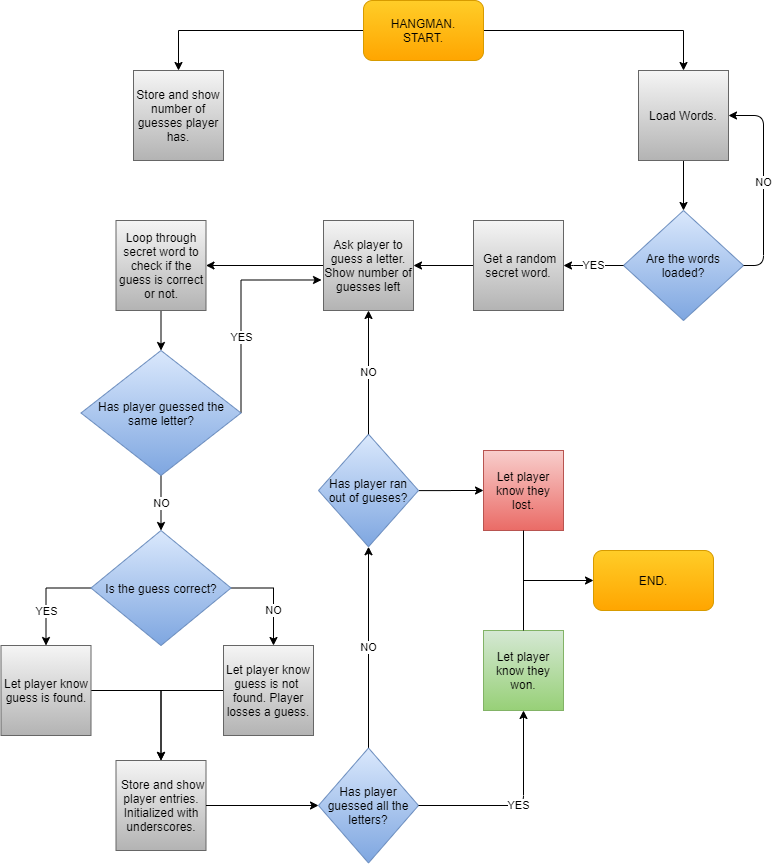 HANGMAN.
START.
Store and show
number of
guesses player
has.
Load Words.
NO
Loop through
secret word to
check if the
guess is correct
or not.
Ask player to
guess a letter.
Show number of
guesses left
Get a random
secret word.
YES
Are the words
loaded?
YES
NO
Has player guessed the
same letter?
Has player ran
out of gueses?
Let player
know they
lost.
NO
Is the guess correct?
END.
YES
NO
NO
Let player know
guess is found.
Let player know
guess is not
found. Player
losses a guess.
Let player
know they
won.
Store and show
player entries.
Initialized with
underscores.
Has player
guessed all the
letters?
YES